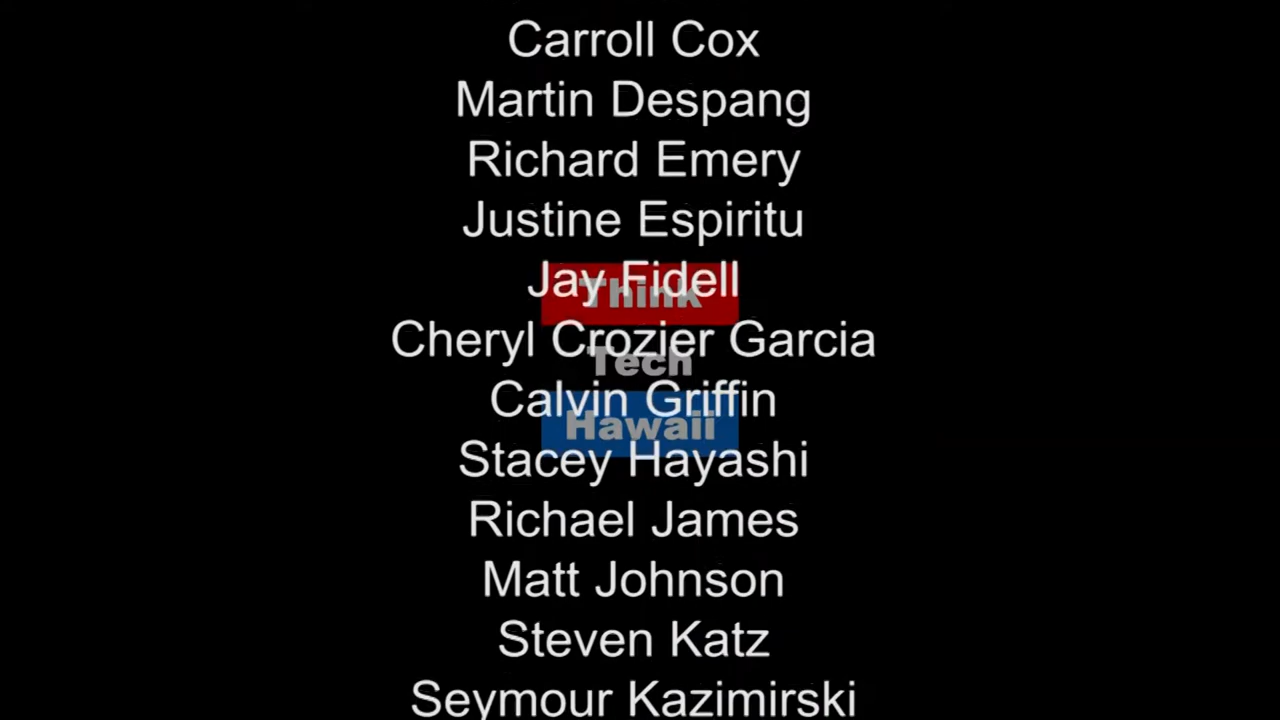 Carroll Cox
Martin Despang
Richard Emery
Justine Espiritu
Jay Fidell
Think
Cheryl Crozier Garcia
Tech
Calvin Griffin
Hawaii
Stacey Hayashi
Richael James
Matt Johnson
Steven Katz
Seymour Kazimirski